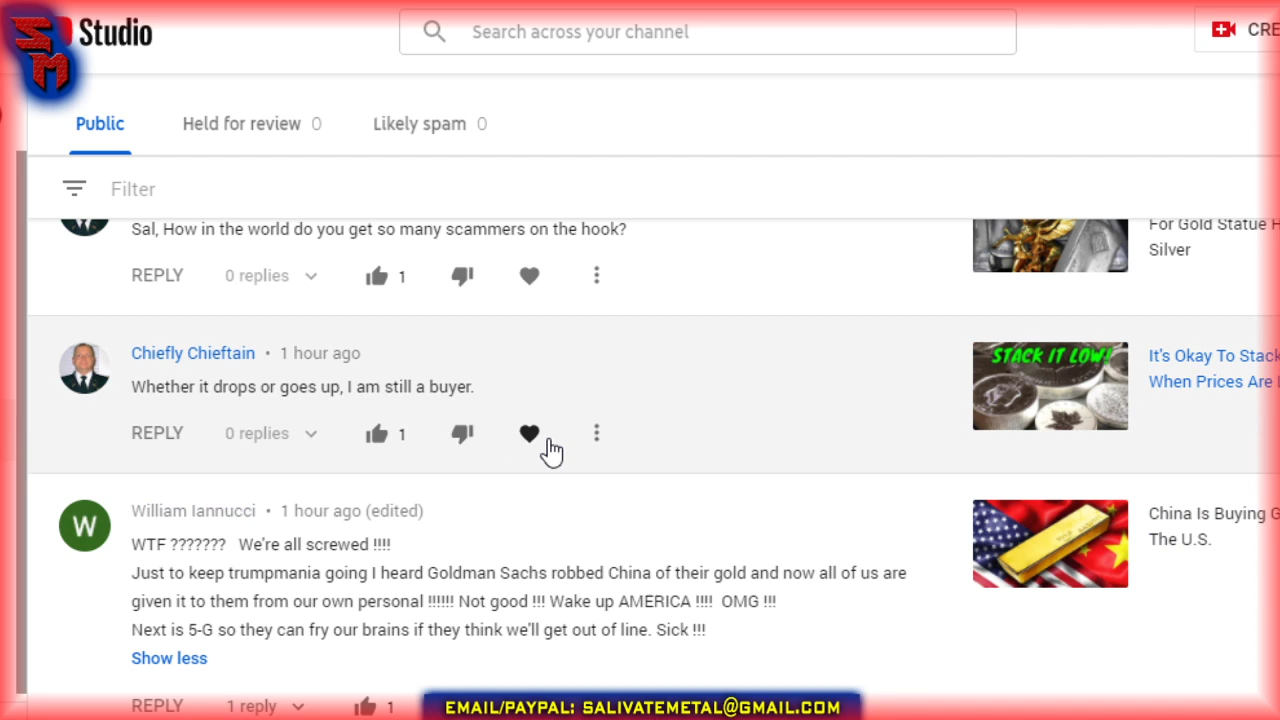 SM
Studio
Search across your channel
CRE
Public
Held for review 0
Likely spam 0
Filter
Sal, How in the world do you get so many scammers on the hook?
For Gold Statue H
Silver
REPLY 0 replies 1
Chiefly Chieftain • 1 hour ago
Whether it drops or goes up, I am still a buyer.
STACK IT LOW!
It's Okay To Stack
When Prices Are
REPLY 0 replies 1
W
William Iannucci • 1 hour ago (edited)
WTF ??????? We're all screwed !!!!
Just to keep trumpmania going I heard Goldman Sachs robbed China of their gold and now all of us are
given it to them from our own personal !!!!!! Not good !!! Wake up AMERICA !!!! OMG !!!
Next is 5-G so they can fry our brains if they think we'll get out of line. Sick !!!
China Is Buying G
The U.S.
Show less
REPLY 1 reply 1
EMAIL/PAYPAL: SALIVATEMETAL@GMAIL.COM